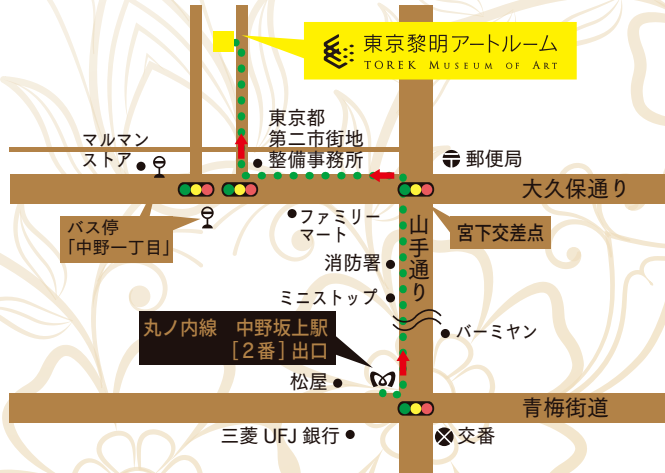 東京黎明アートルーム
TOREK MUSEUM OF ART
東京都
第二市街地
整備事務所
マルマン
ストア
郵便局
大久保通り
バス停
「中野一丁目」
ファミリー
マート
山手通り
宮下交差点
消防署
ミニストップ
丸ノ内線　中野坂上駅
[２番]出口
バーミヤン
松屋
青梅街道
三菱 UFJ 銀行
交番